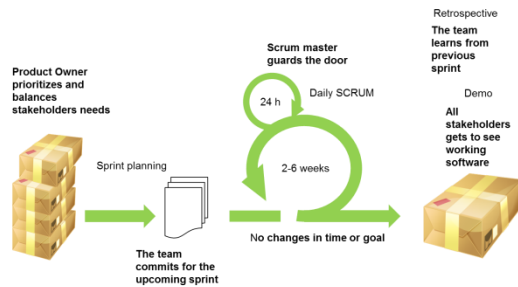 Retrospective
The team
learns from
previous
sprint
Scrum master
guards the door
Product Owner
prioritizes and
balances
stakeholders needs
24 h
Daily SCRUM
Demo
All
stakeholders
gets to see
working
software
Sprint planning
2-6 weeks
The team
commits for the
upcoming sprint
No changes in time or goal